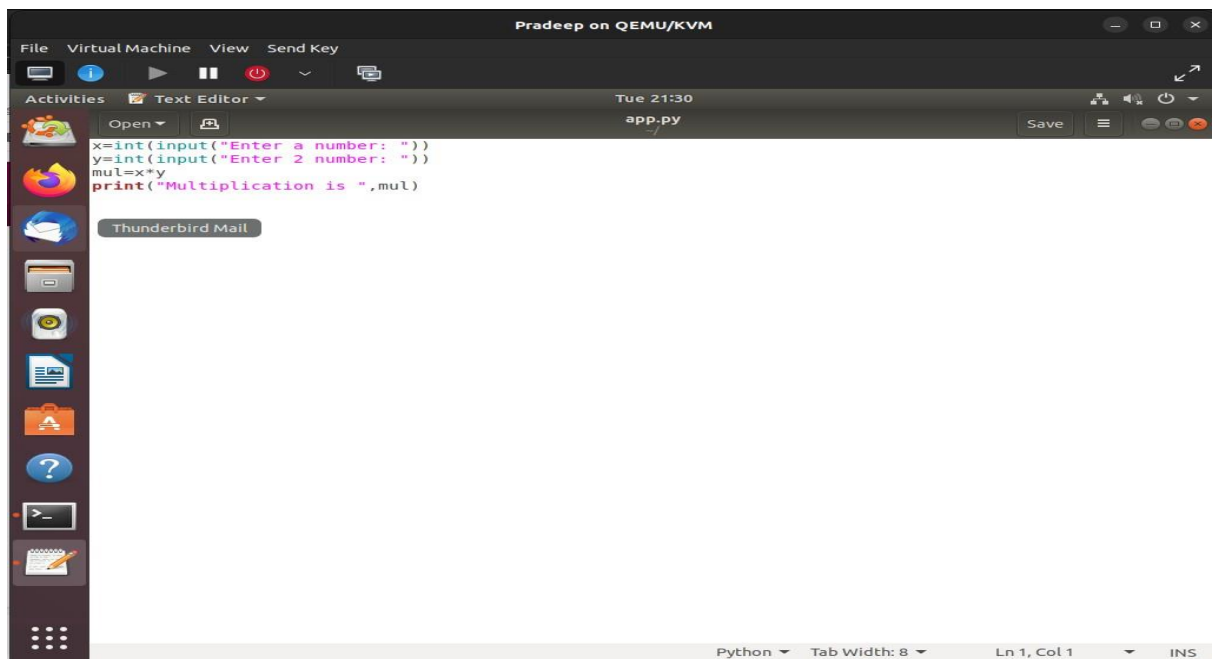 Pradeep on QEMU/KVM
File Virtual Machine View Send Key
Activities Text Editor Tue 21:30
Open app.py Save
~/
x=int(input("Enter a number: "))
y=int(input("Enter 2 number: "))
mul=x*y
print("Multiplication is ",mul)
Thunderbird Mail
Python Tab Width: 8 Ln 1, Col 1 INS